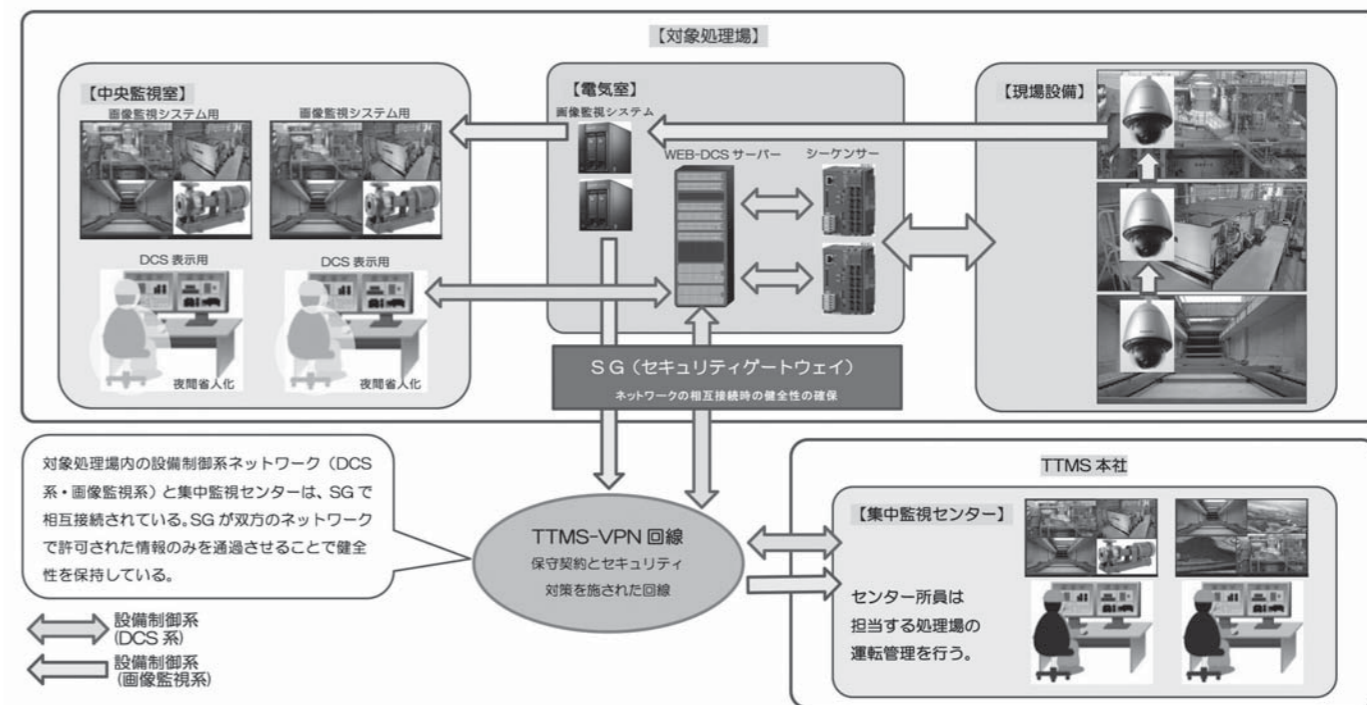 【対象処理場】
【中央監視室】
画像監視システム用
画像監視システム用
DCS 表示用
DCS 表示用
夜間省人化
夜間省人化
【電気室】
画像監視システム
WEB-DCS サーバー
シーケンサー
【現場設備】
SG（セキュリティゲートウェイ）
ネットワークの相互接続時の健全性の確保
対象処理場内の設備制御系ネットワーク（DCS
系・画像監視系）と集中監視センターは、SGで
相互接続されている。SGが双方のネットワーク
で許可された情報のみを通過させることで健全
性を保持している。
設備制御系
(DCS 系)
設備制御系
(画像監視系)
TTMS-VPN 回線
保守契約とセキュリティ
対策を施された回線
TTMS 本社
【集中監視センター】
センター所員は
担当する処理場の
運転管理を行う。